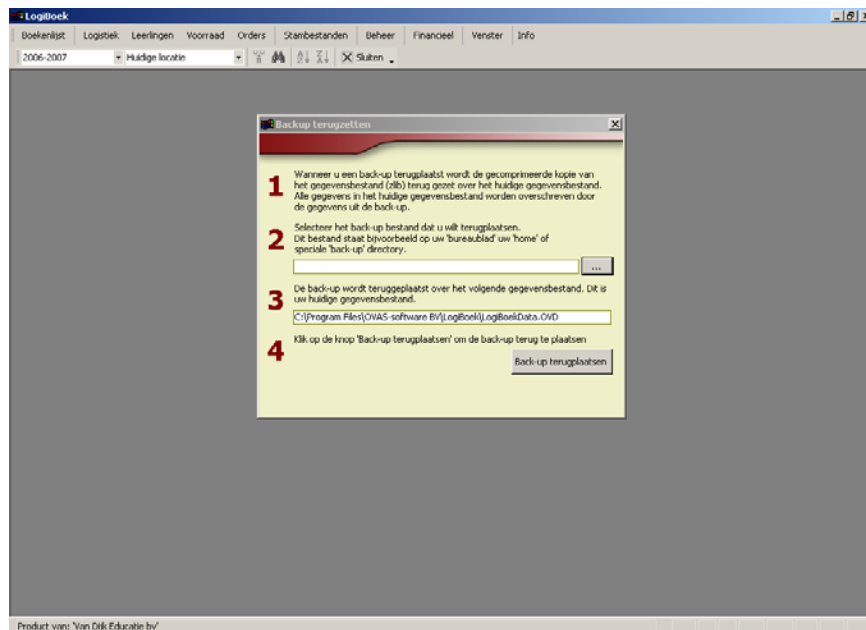 LogiBoek
Boekenlijst Logistiek Leerlingen Voorraad Orders Stambestanden Beheer Financieel Venster Info
2006-2007 Huidige locatie Sluiten
Backup terugzetten
1 Wanneer u een back-up terugplaatst wordt de gecomprimeerde kopie van
het gegevensbestand (zlib) terug gezet over het huidige gegevensbestand.
Alle gegevens in het huidige gegevensbestand worden overschreven door
de gegevens uit de back-up.
2 Selecteer het back-up bestand dat u wilt terugplaatsen.
Dit bestand staat bijvoorbeeld op uw 'bureaublad' uw 'home' of
speciale 'back-up' directory.
...
3 De back-up wordt teruggeplaatst over het volgende gegevensbestand. Dit is
uw huidige gegevensbestand.
C:\Program Files\OVAS-software BV\LogiBoek\LogiBoekData.OVD
4 Klik op de knop 'Back-up terugplaatsen' om de back-up terug te plaatsen
Back-up terugplaatsen
Product van: 'Van Dijk Educatie bv'